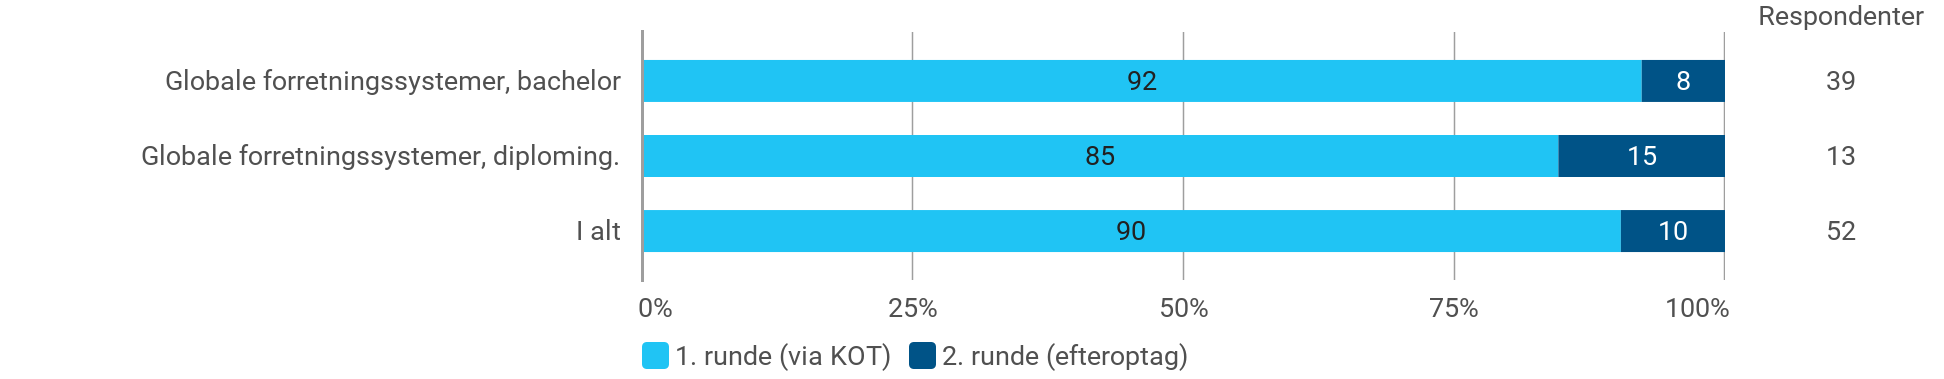 Respondenter
Globale forretningssystemer, bachelor 92 8 39
Globale forretningssystemer, diploming. 85 15 13
I alt 90 10 52
0% 25% 50% 75% 100%
1. runde (via KOT) 2. runde (efteroptag)